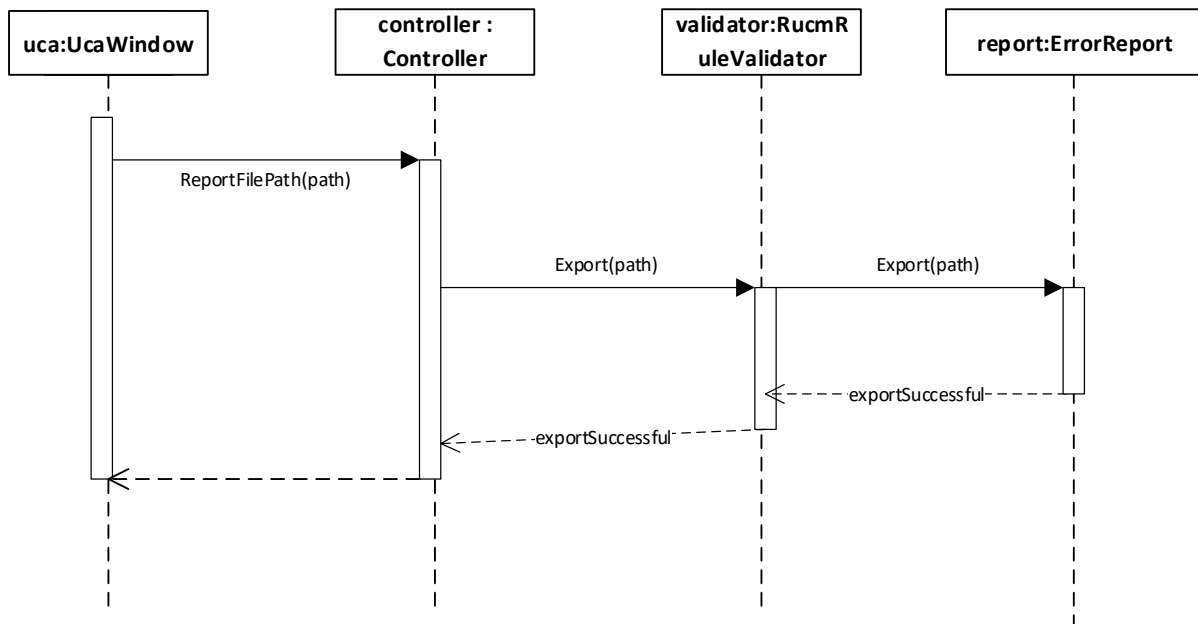 uca:UcaWindow
controller :
Controller
validator:RucmR
uleValidator
report:ErrorReport
ReportFilePath(path)
Export(path)
Export(path)
exportSuccessful
exportSuccessful